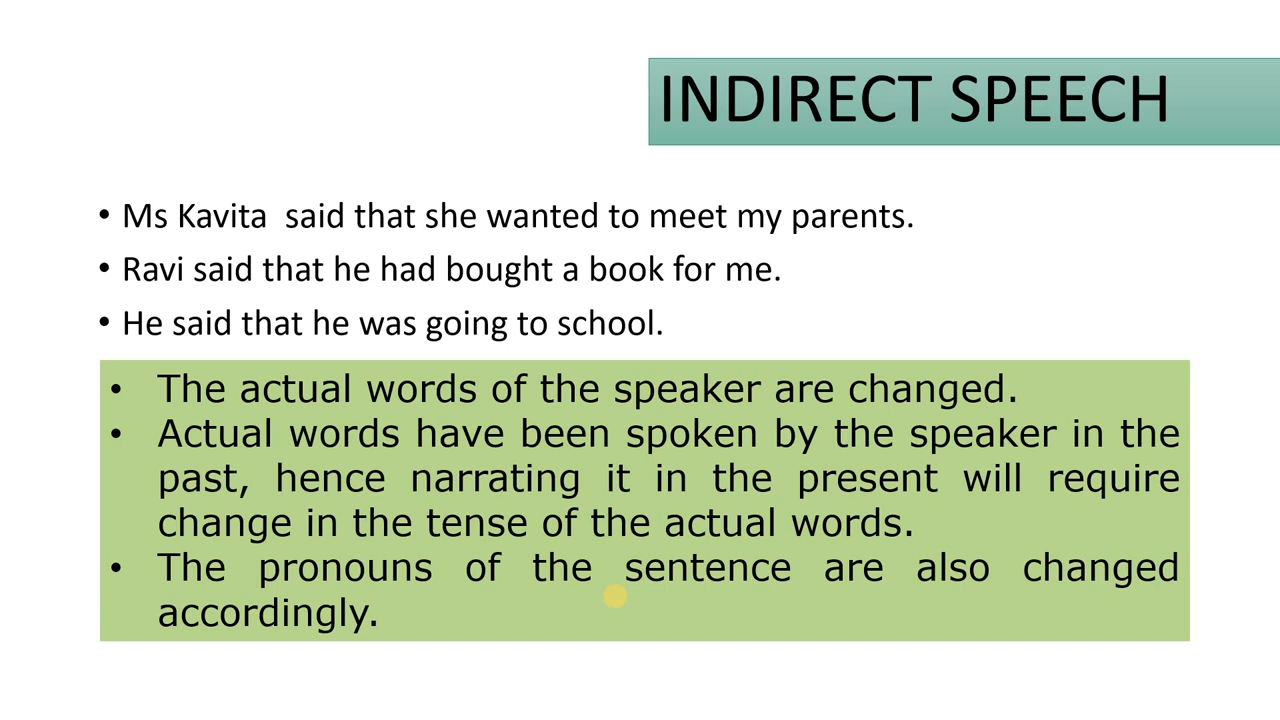 INDIRECT SPEECH
• Ms Kavita  said that she wanted to meet my parents.
• Ravi said that he had bought a book for me.
• He said that he was going to school.
• The actual words of the speaker are changed.
• Actual words have been spoken by the speaker in the
past, hence narrating it in the present will require
change in the tense of the actual words.
• The pronouns of the sentence are also changed
accordingly.